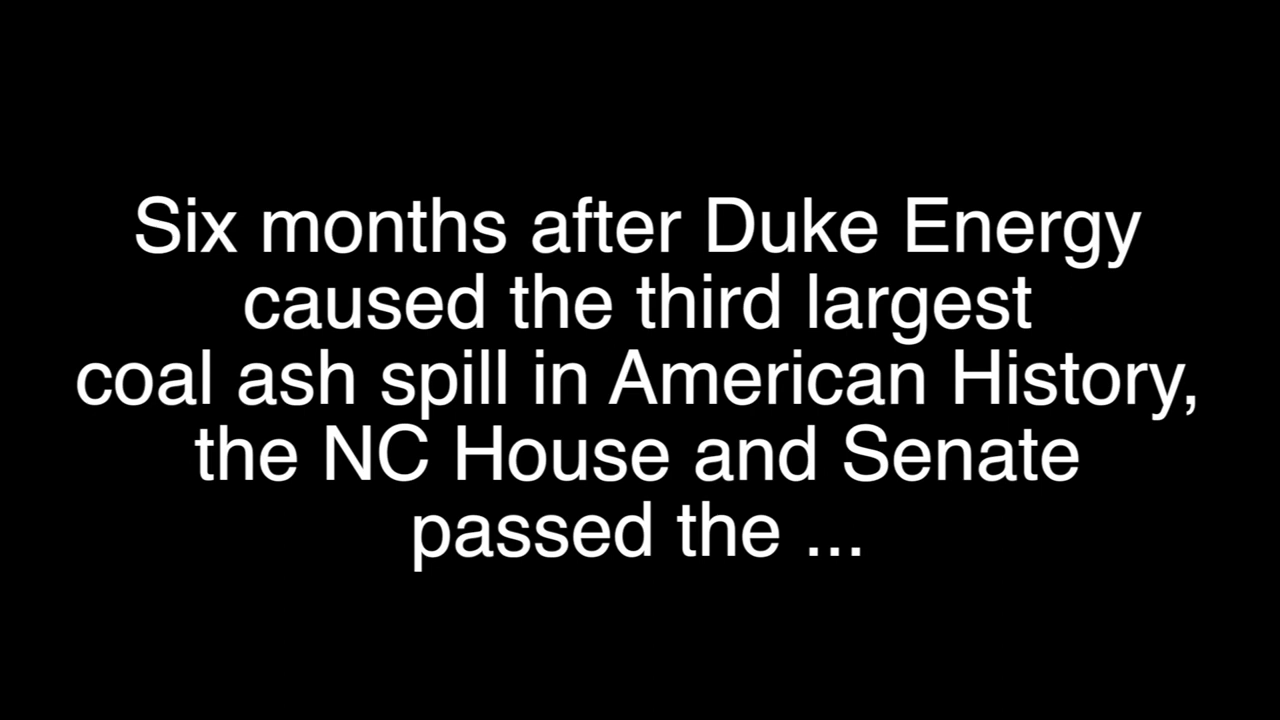 Six months after Duke Energy
caused the third largest
coal ash spill in American History,
the NC House and Senate
passed the ...